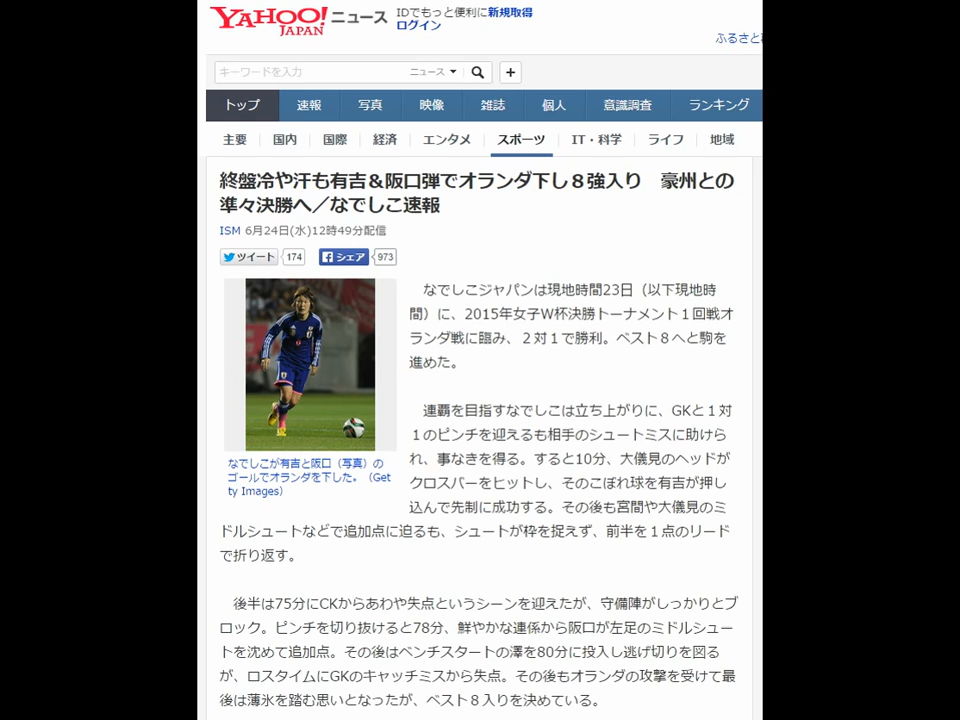 YAHOO! JAPAN ニュース
IDでもっと便利に新規取得
ログイン
ふるさと
キーワードを入力 ニュース +
トップ 速報 写真 映像 雑誌 個人 意識調査 ランキング
主要 国内 国際 経済 エンタメ スポーツ IT・科学 ライフ 地域
終盤冷や汗も有吉＆阪口弾でオランダ下し８強入り　豪州との
準々決勝へ／なでしこ速報
ISM 6月24日(水)12時49分配信
ツイート 174 シェア 973
なでしこが有吉と阪口（写真）の
ゴールでオランダを下した。（Get
ty Images）
　なでしこジャパンは現地時間23日（以下現地時
間）に、2015年女子W杯決勝トーナメント１回戦オ
ランダ戦に臨み、２対１で勝利。ベスト８へと駒を
進めた。
　連覇を目指すなでしこは立ち上がりに、GKと１対
１のピンチを迎えるも相手のシュートミスに助けら
れ、事なきを得る。すると10分、大儀見のヘッドが
クロスバーをヒットし、そのこぼれ球を有吉が押し
込んで先制に成功する。その後も宮間や大儀見のミ
ドルシュートなどで追加点に迫るも、シュートが枠を捉えず、前半を１点のリード
で折り返す。
　後半は75分にCKからあわや失点というシーンを迎えたが、守備陣がしっかりとブ
ロック。ピンチを切り抜けると78分、鮮やかな連係から阪口が左足のミドルシュー
トを沈めて追加点。その後はベンチスタートの澤を80分に投入し逃げ切りを図る
が、ロスタイムにGKのキャッチミスから失点。その後もオランダの攻撃を受けて最
後は薄氷を踏む思いとなったが、ベスト８入りを決めている。